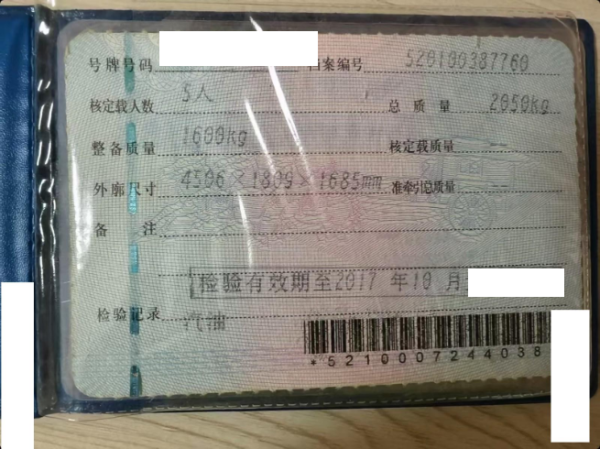 号牌号码 档案编号 520100387760
核定载人数 5人 总质量 2050kg
整备质量 1600kg 核定载质量 --
外廓尺寸 4506×1809×1685mm 准牵引总质量 --
备注
检验有效期至2017 年10 月
检验记录 汽油
*5210007244038